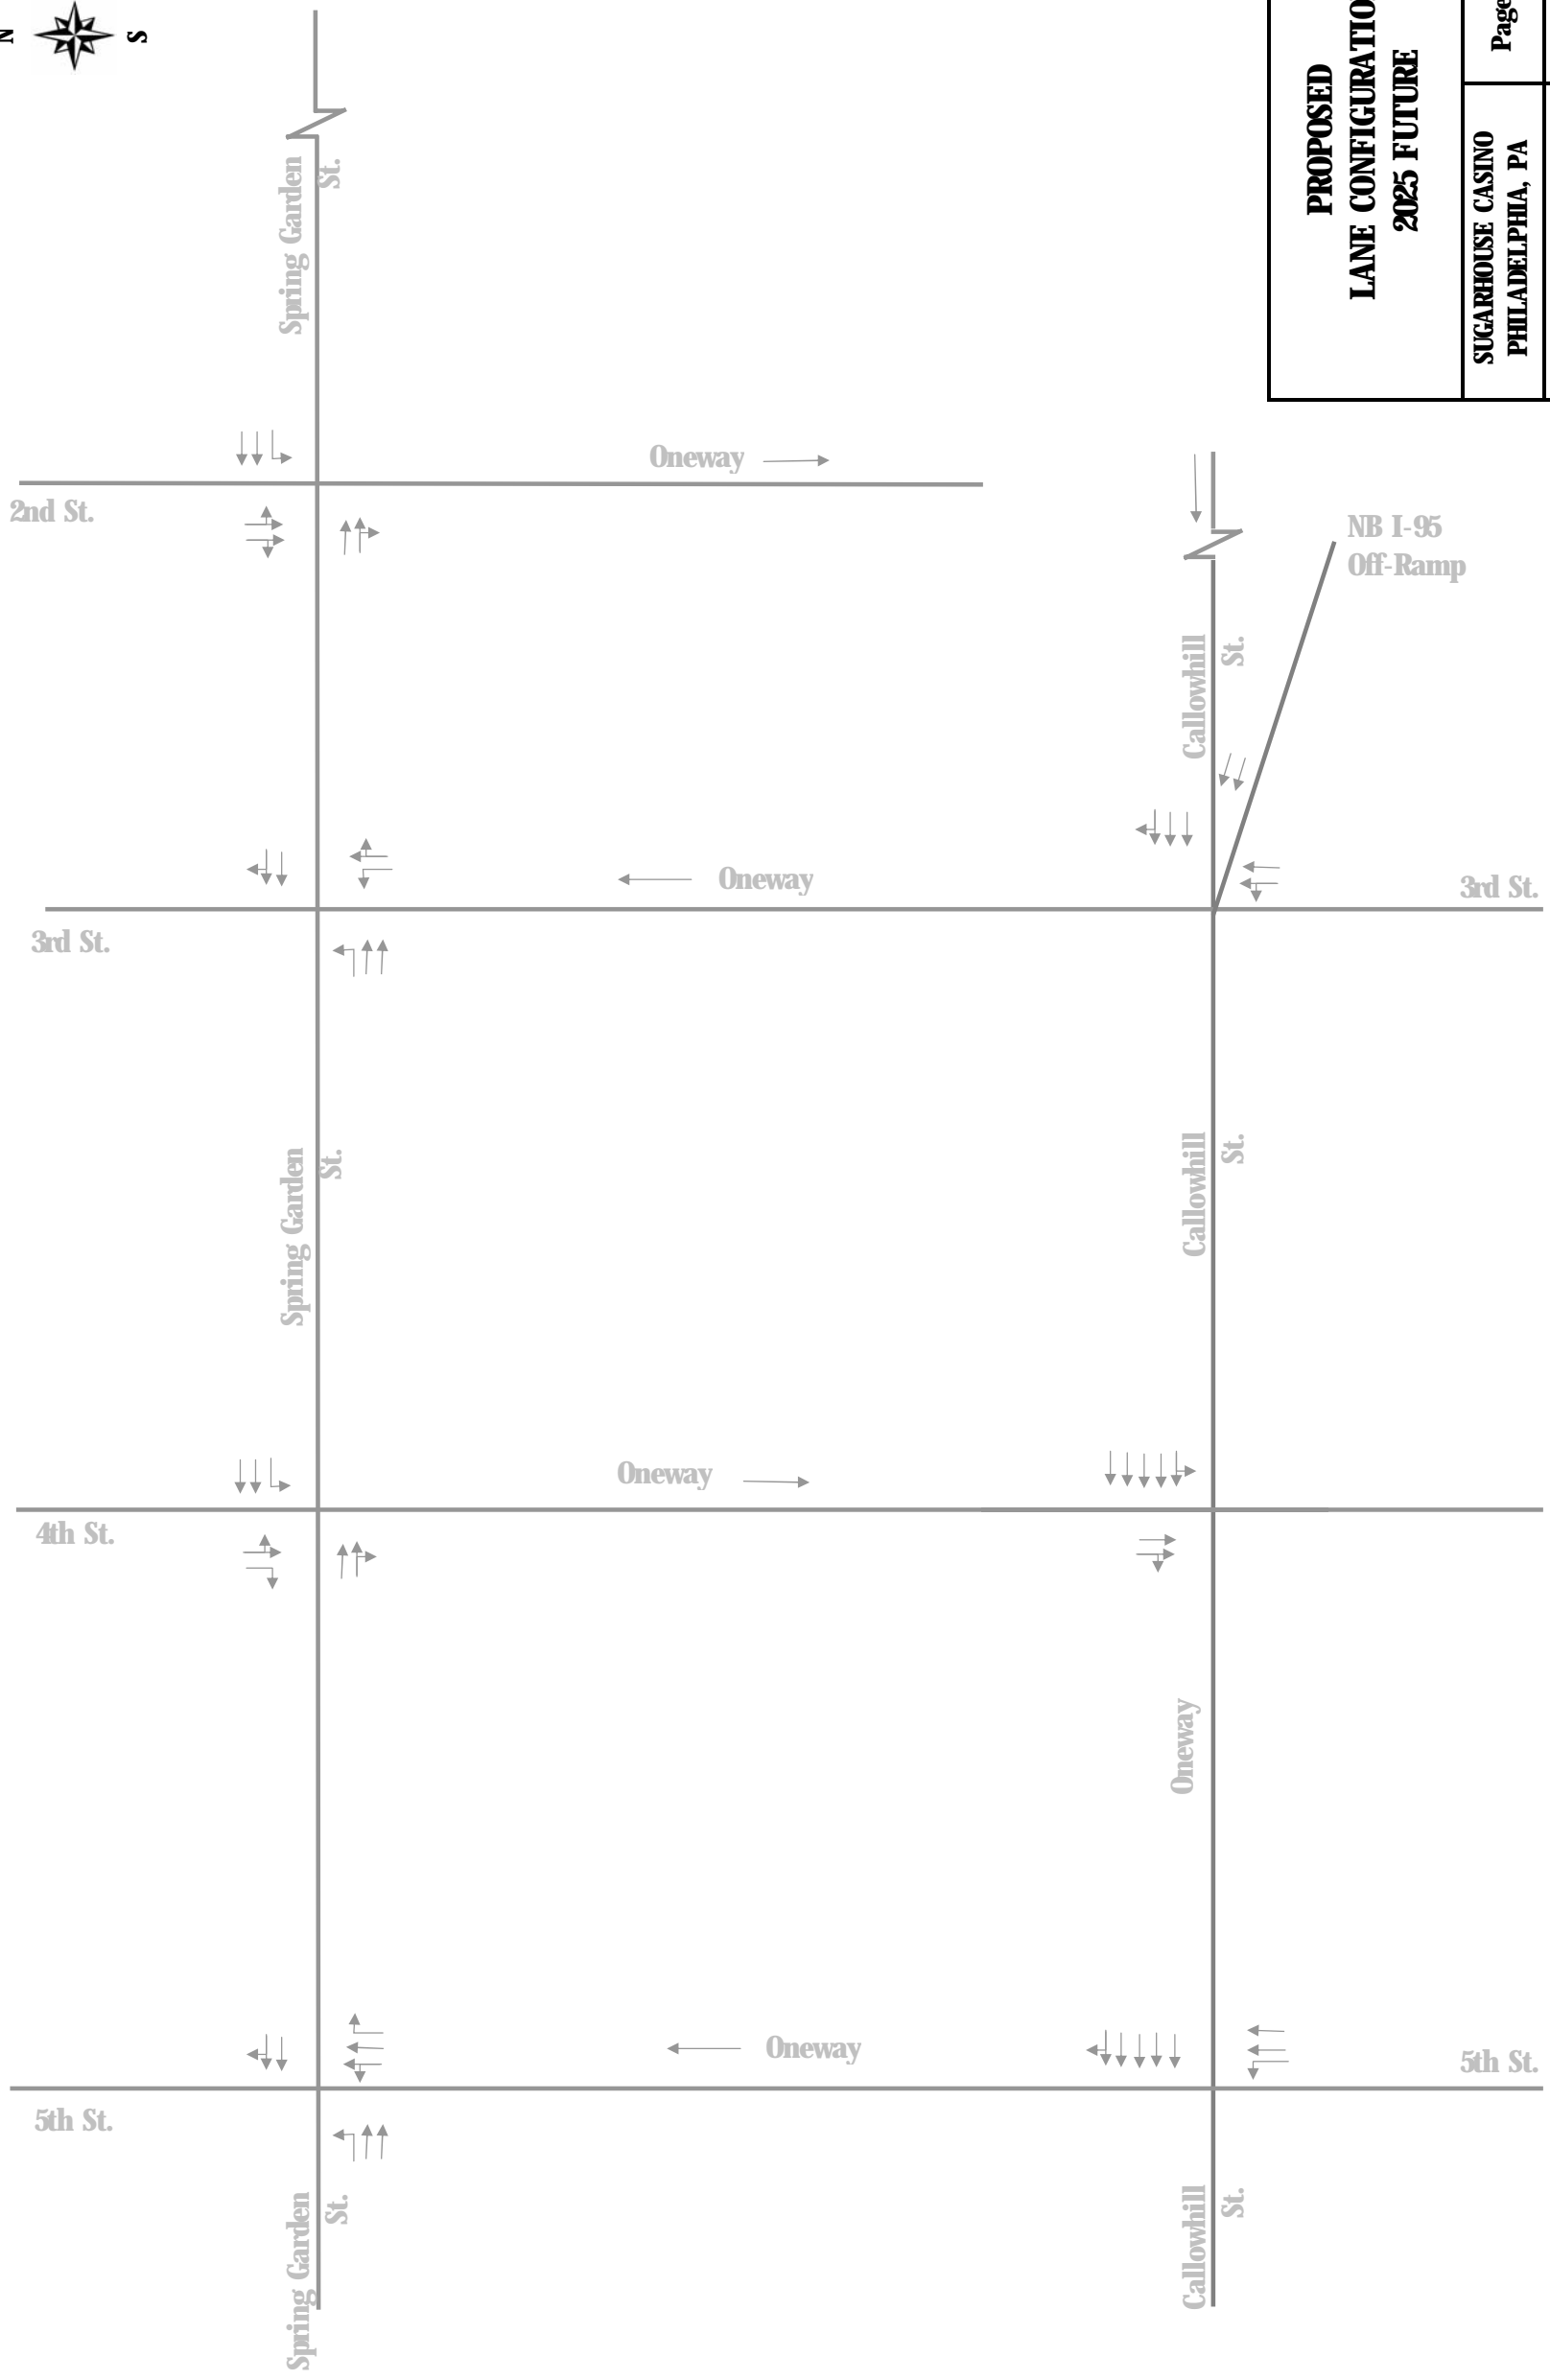 N
S
PROPOSED
LANE CONFIGURATIO
2025 FUTURE
Page
SUGARHOUSE CASINO
PHILADELPHIA, PA
Spring Garden
St.
Oneway
2nd St.
NB I-95
Off-Ramp
Callowhill
St.
Oneway
3rd St.
3rd St.
Spring Garden
St.
Callowhill
St.
Oneway
4th St.
Oneway
Oneway
5th St.
5th St.
Spring Garden
St.
Callowhill
St.